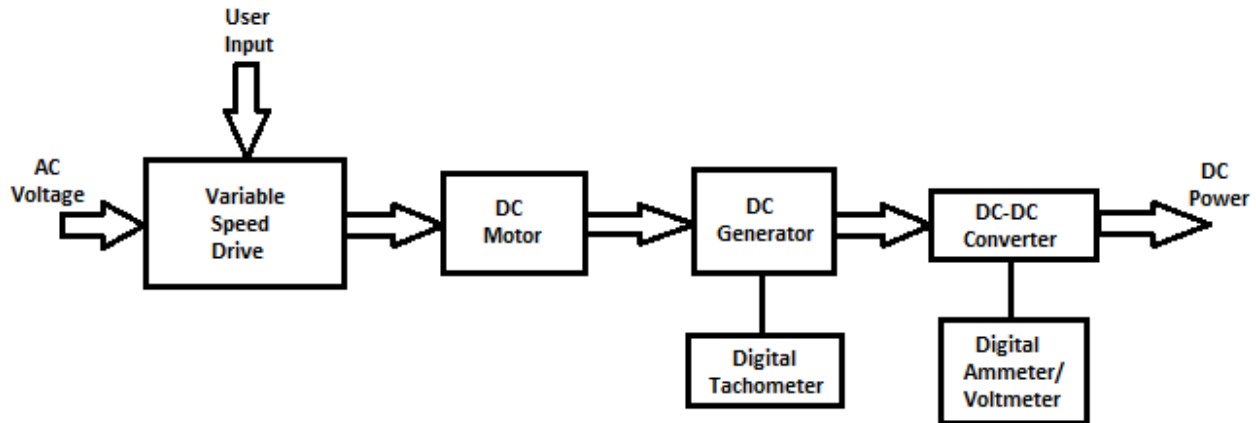 User
Input
AC
Voltage
Variable
Speed
Drive
DC
Motor
DC
Generator
DC-DC
Converter
DC
Power
Digital
Tachometer
Digital
Ammeter/
Voltmeter